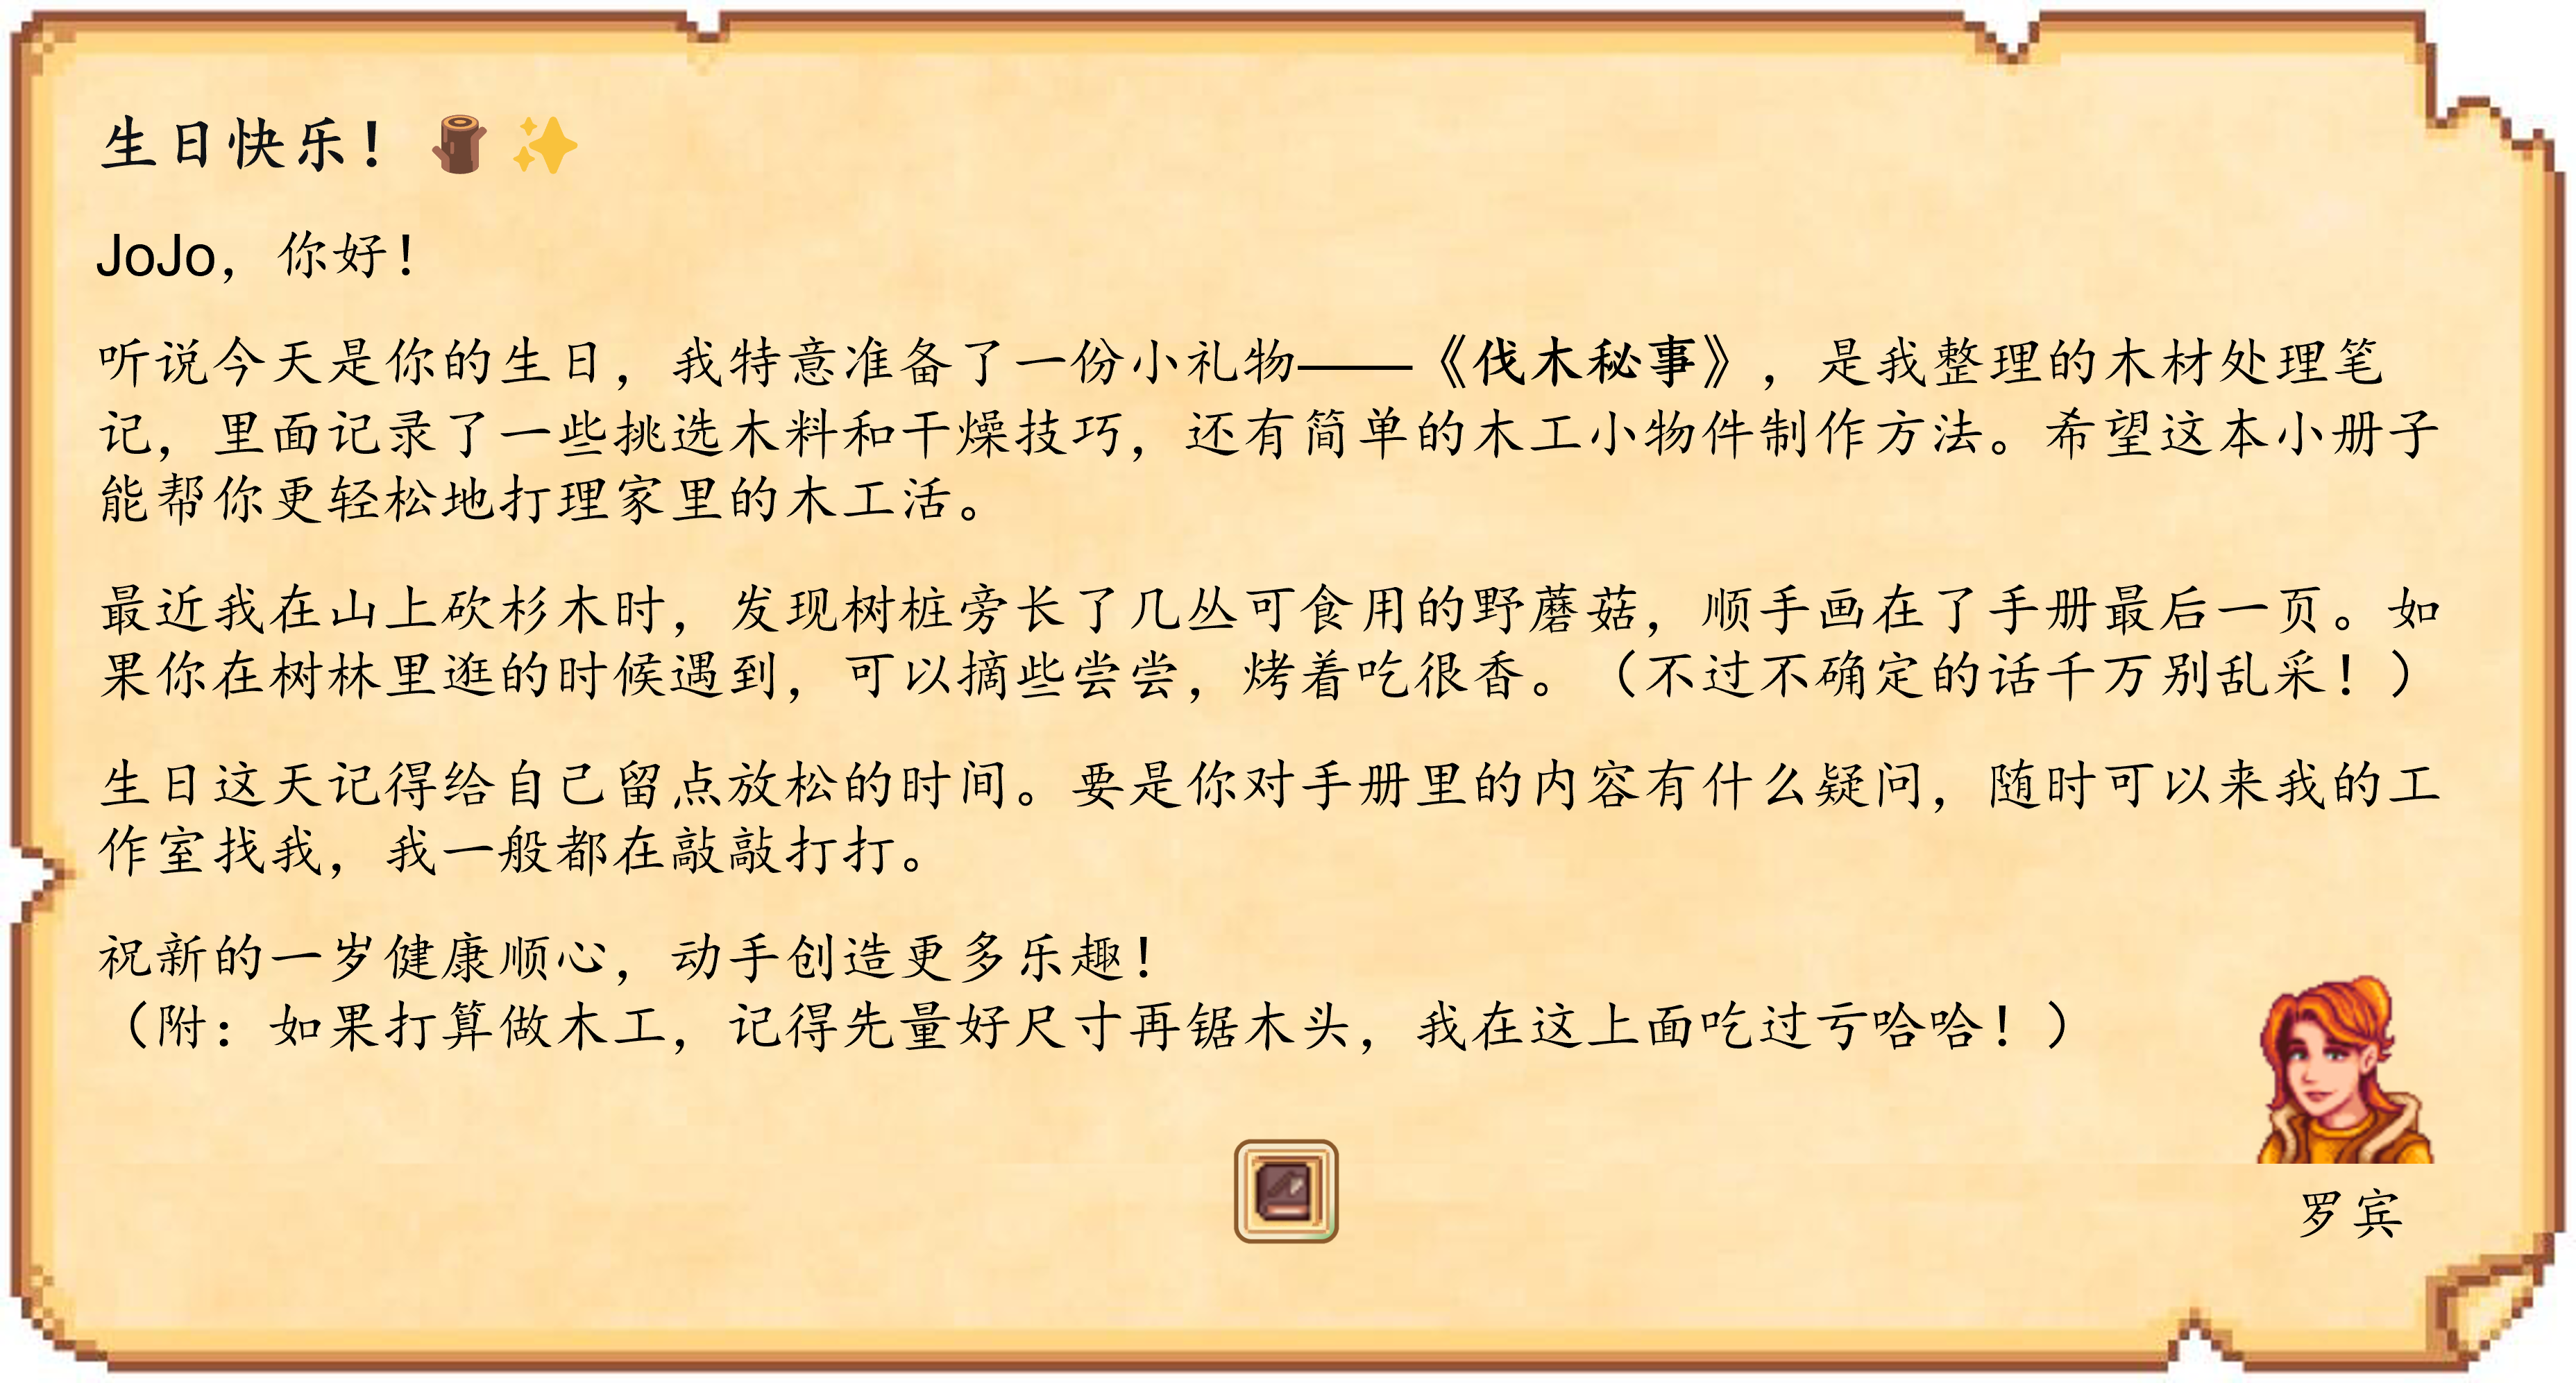 生日快乐！🪵✨
JoJo，你好！
听说今天是你的生日，我特意准备了一份小礼物——《伐木秘事》，是我整理的木材处理笔
记，里面记录了一些挑选木料和干燥技巧，还有简单的木工小物件制作方法。希望这本小册子
能帮你更轻松地打理家里的木工活。
最近我在山上砍杉木时，发现树桩旁长了几丛可食用的野蘑菇，顺手画在了手册最后一页。如
果你在树林里逛的时候遇到，可以摘些尝尝，烤着吃很香。（不过不确定的话千万别乱采！）
生日这天记得给自己留点放松的时间。要是你对手册里的内容有什么疑问，随时可以来我的工
作室找我，我一般都在敲敲打打。
祝新的一岁健康顺心，动手创造更多乐趣！
（附：如果打算做木工，记得先量好尺寸再锯木头，我在这上面吃过亏哈哈！）
罗宾